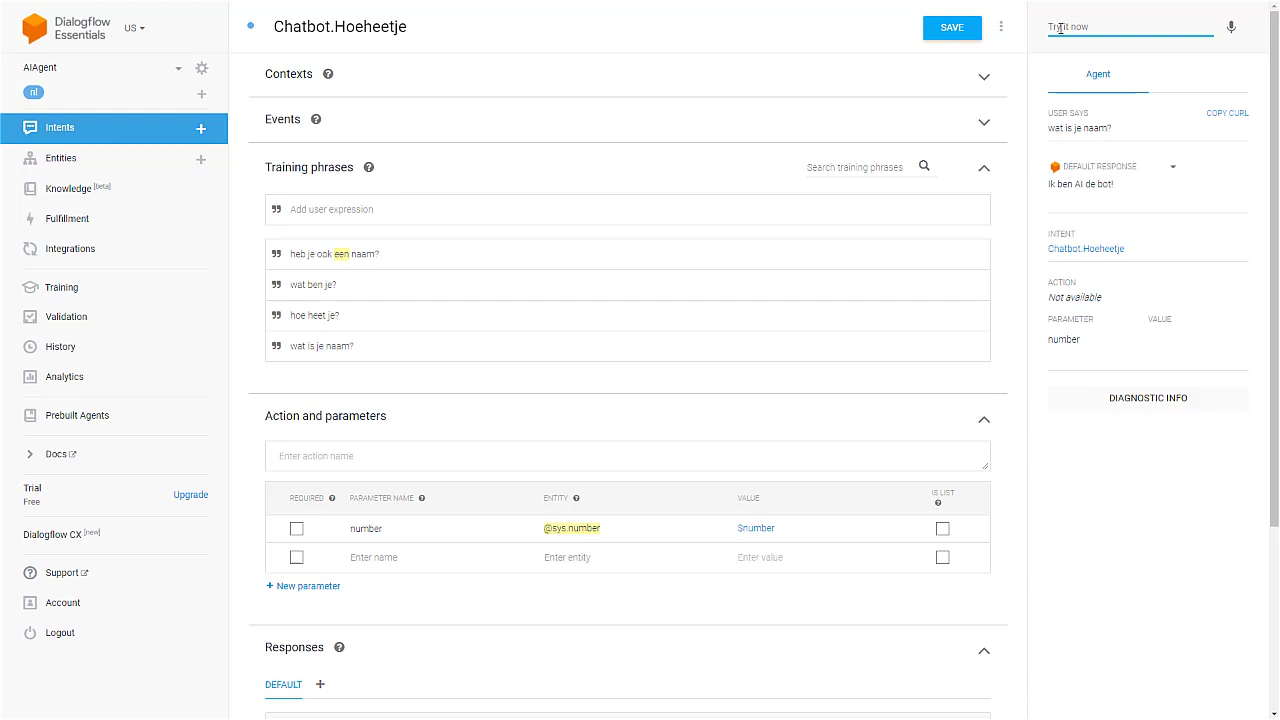 Dialogflow
Essentials
US
AIAgent
nl
Intents
Entities
Knowledge [beta]
Fulfillment
Integrations
Training
Validation
History
Analytics
Prebuilt Agents
Docs
Trial
Free
Upgrade
Dialogflow CX [new]
Support
Account
Logout
Chatbot.Hoeheetje
SAVE
Contexts
Events
Training phrases
Search training phrases
Add user expression
heb je ook een naam?
wat ben je?
hoe heet je?
wat is je naam?
Action and parameters
Enter action name
REQUIRED PARAMETER NAME ENTITY VALUE IS LIST
number @sys.number $number
Enter name Enter entity Enter value
+ New parameter
Responses
DEFAULT
Try it now
Agent
USER SAYS COPY CURL
wat is je naam?
DEFAULT RESPONSE
Ik ben AI de bot!
INTENT
Chatbot.Hoeheetje
ACTION
Not available
PARAMETER VALUE
number
DIAGNOSTIC INFO